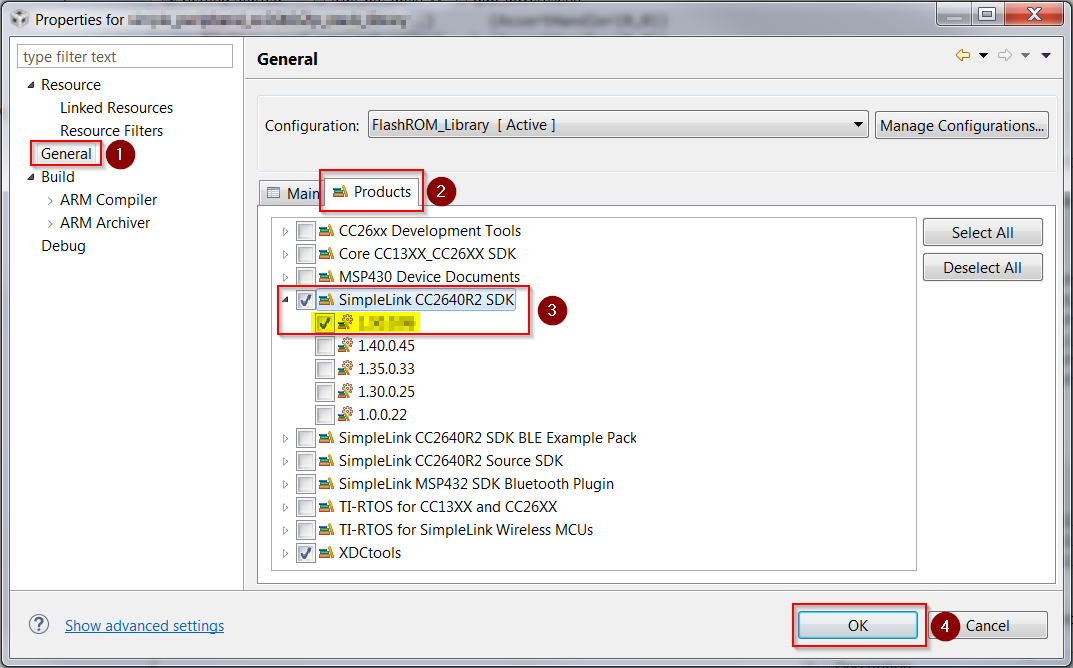 Properties for
type filter text
General
Resource
Linked Resources
Resource Filters
General
1
Build
ARM Compiler
ARM Archiver
Debug
Configuration: FlashROM_Library [ Active ] Manage Configurations...
Main Products 2
CC26xx Development Tools
Core CC13XX_CC26XX SDK
MSP430 Device Documents
SimpleLink CC2640R2 SDK
3
1.40.0.45
1.35.0.33
1.30.0.25
1.0.0.22
SimpleLink CC2640R2 SDK BLE Example Pack
SimpleLink CC2640R2 Source SDK
SimpleLink MSP432 SDK Bluetooth Plugin
TI-RTOS for CC13XX and CC26XX
TI-RTOS for SimpleLink Wireless MCUs
XDCtools
Select All
Deselect All
? Show advanced settings
OK 4 Cancel